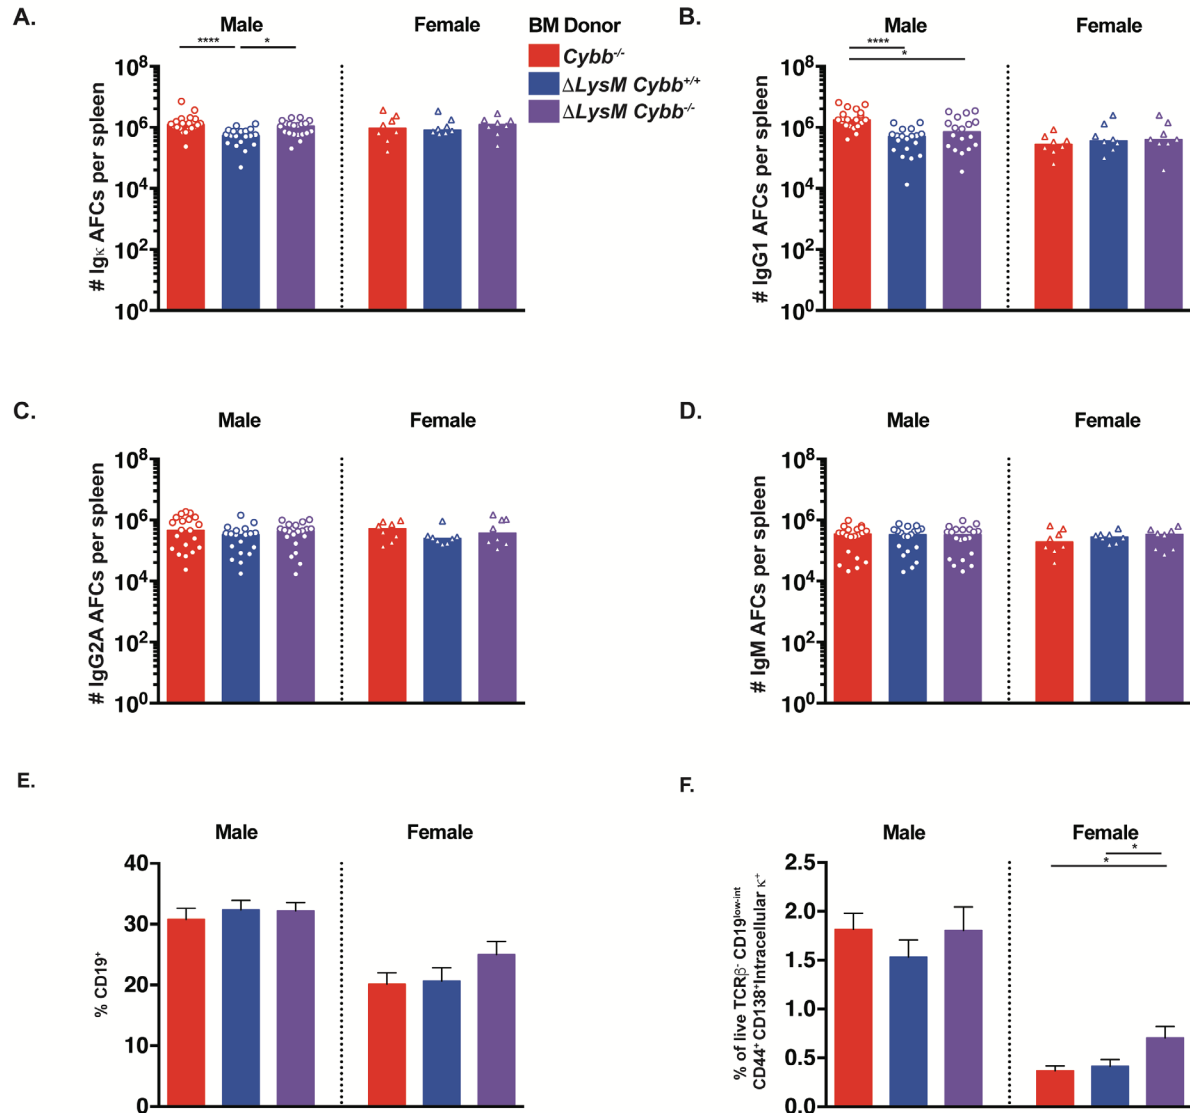 A.
Male
Female
**** *
# Igκ AFCs per spleen
10⁸
10⁶
10⁴
10²
10⁰
BM Donor
Cybb⁻/⁻
ΔLysM Cybb⁺/⁺
ΔLysM Cybb⁻/⁻
B.
Male
Female
****
*
# IgG1 AFCs per spleen
10⁸
10⁶
10⁴
10²
10⁰
C.
Male
Female
# IgG2A AFCs per spleen
10⁸
10⁶
10⁴
10²
10⁰
D.
Male
Female
# IgM AFCs per spleen
10⁸
10⁶
10⁴
10²
10⁰
E.
Male
Female
% CD19⁺
40
30
20
10
0
F.
Male
Female
*
*
% of live TCRβ⁻ CD19ˡᵒʷ⁻ⁱⁿᵗ
CD44⁺ CD138⁺Intracellular κ⁺
2.5
2.0
1.5
1.0
0.5
0.0